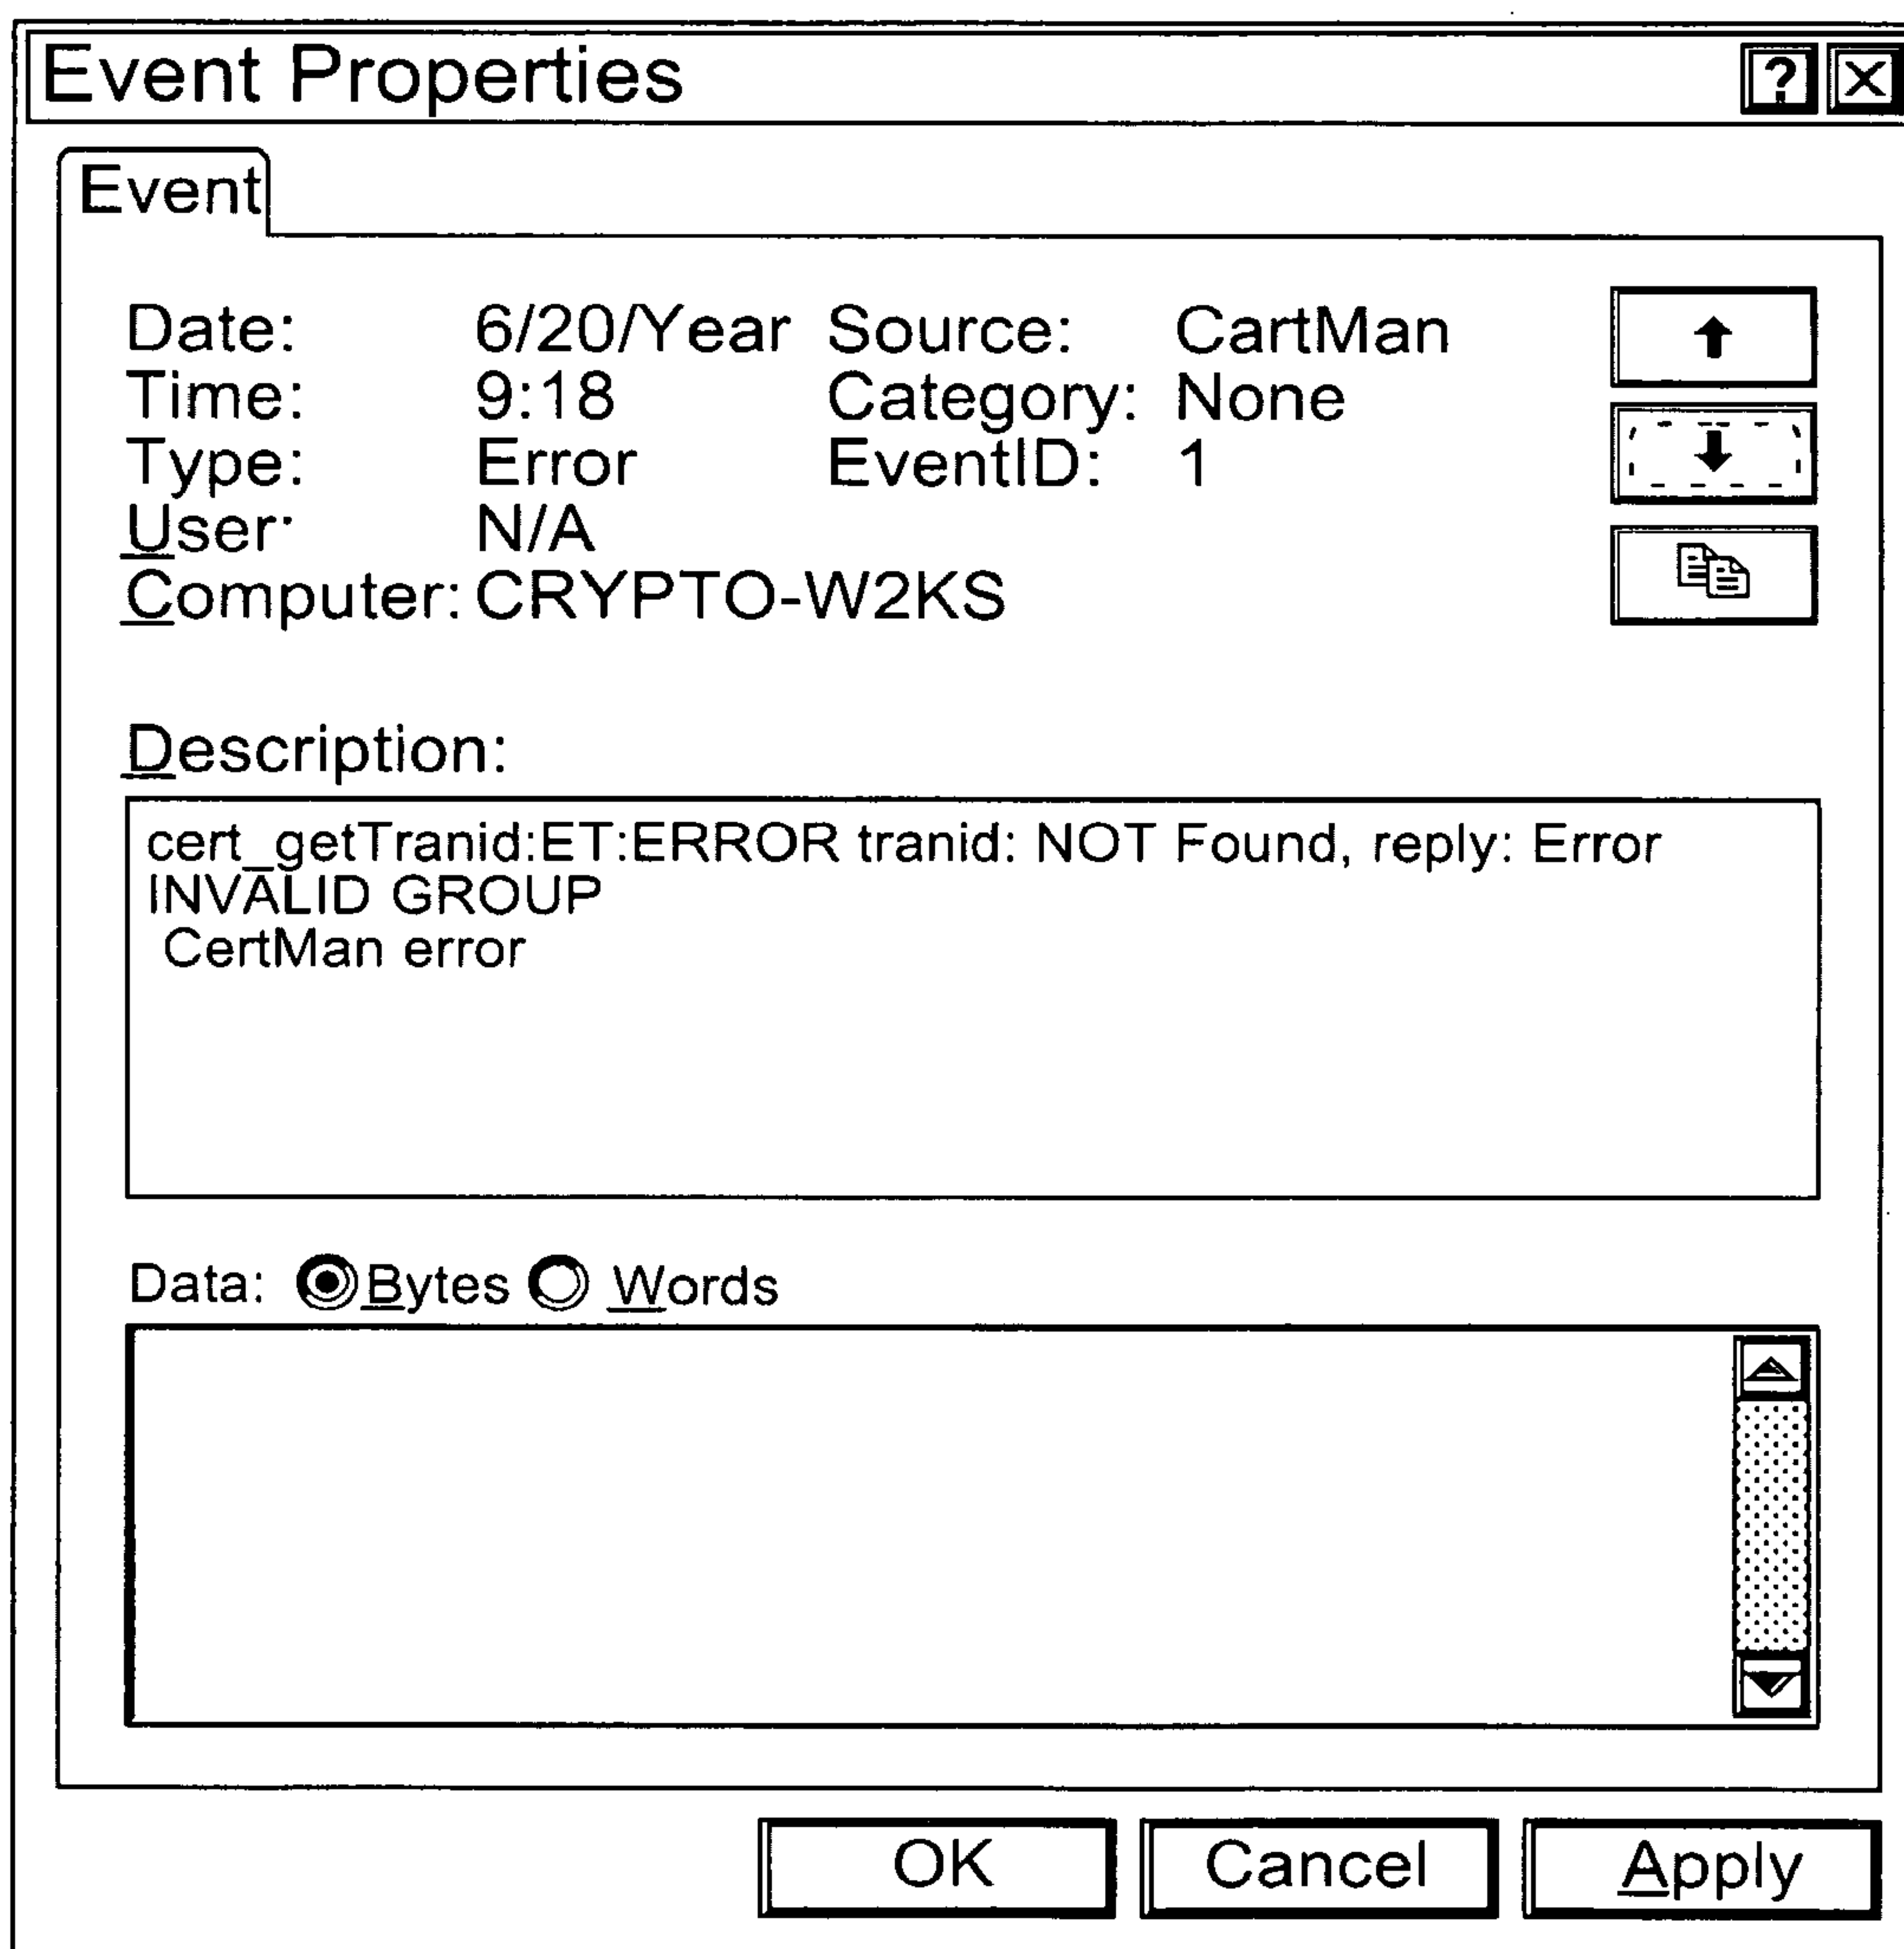 Event Properties ? X
Event
Date: 6/20/Year Source: CartMan
Time: 9:18 Category: None
Type: Error EventID: 1
User: N/A
Computer: CRYPTO-W2KS
Description:
cert_getTranid:ET:ERROR tranid: NOT Found, reply: Error
INVALID GROUP
CertMan error
Data: Bytes Words
OK Cancel Apply